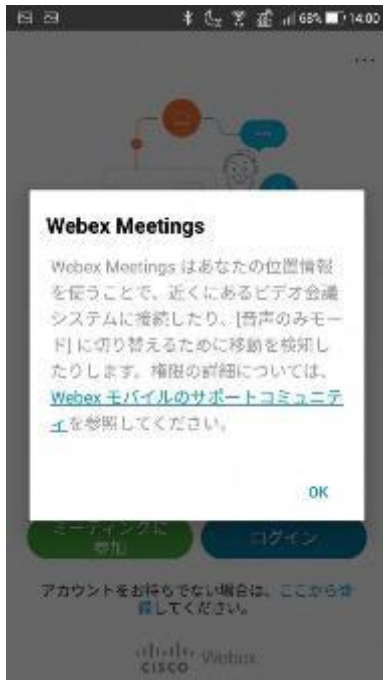 68% 14:00
Webex Meetings
Webex Meetings はあなたの位置情報
を使うことで、近くにあるビデオ会議
システムに接続したり、[音声のみモー
ド] に切り替えるために移動を検知し
たりします。権限の詳細については、
Webex モバイルのサポートコミュニテ
ィを参照してください。
OK
ミーティングに
参加
ログイン
アカウントをお持ちでない場合は、ここから登
録してください。
CISCO Webex